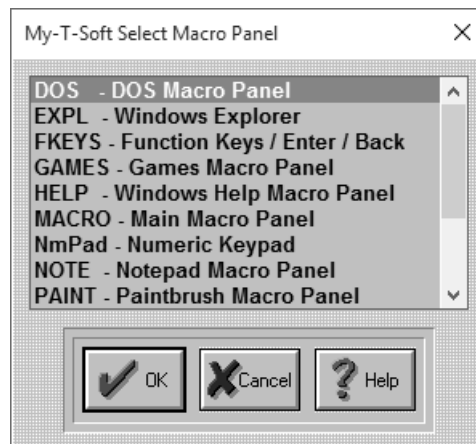 My-T-Soft Select Macro Panel
DOS - DOS Macro Panel
EXPL - Windows Explorer
FKEYS - Function Keys / Enter / Back
GAMES - Games Macro Panel
HELP - Windows Help Macro Panel
MACRO - Main Macro Panel
NmPad - Numeric Keypad
NOTE - Notepad Macro Panel
PAINT - Paintbrush Macro Panel
OK Cancel Help